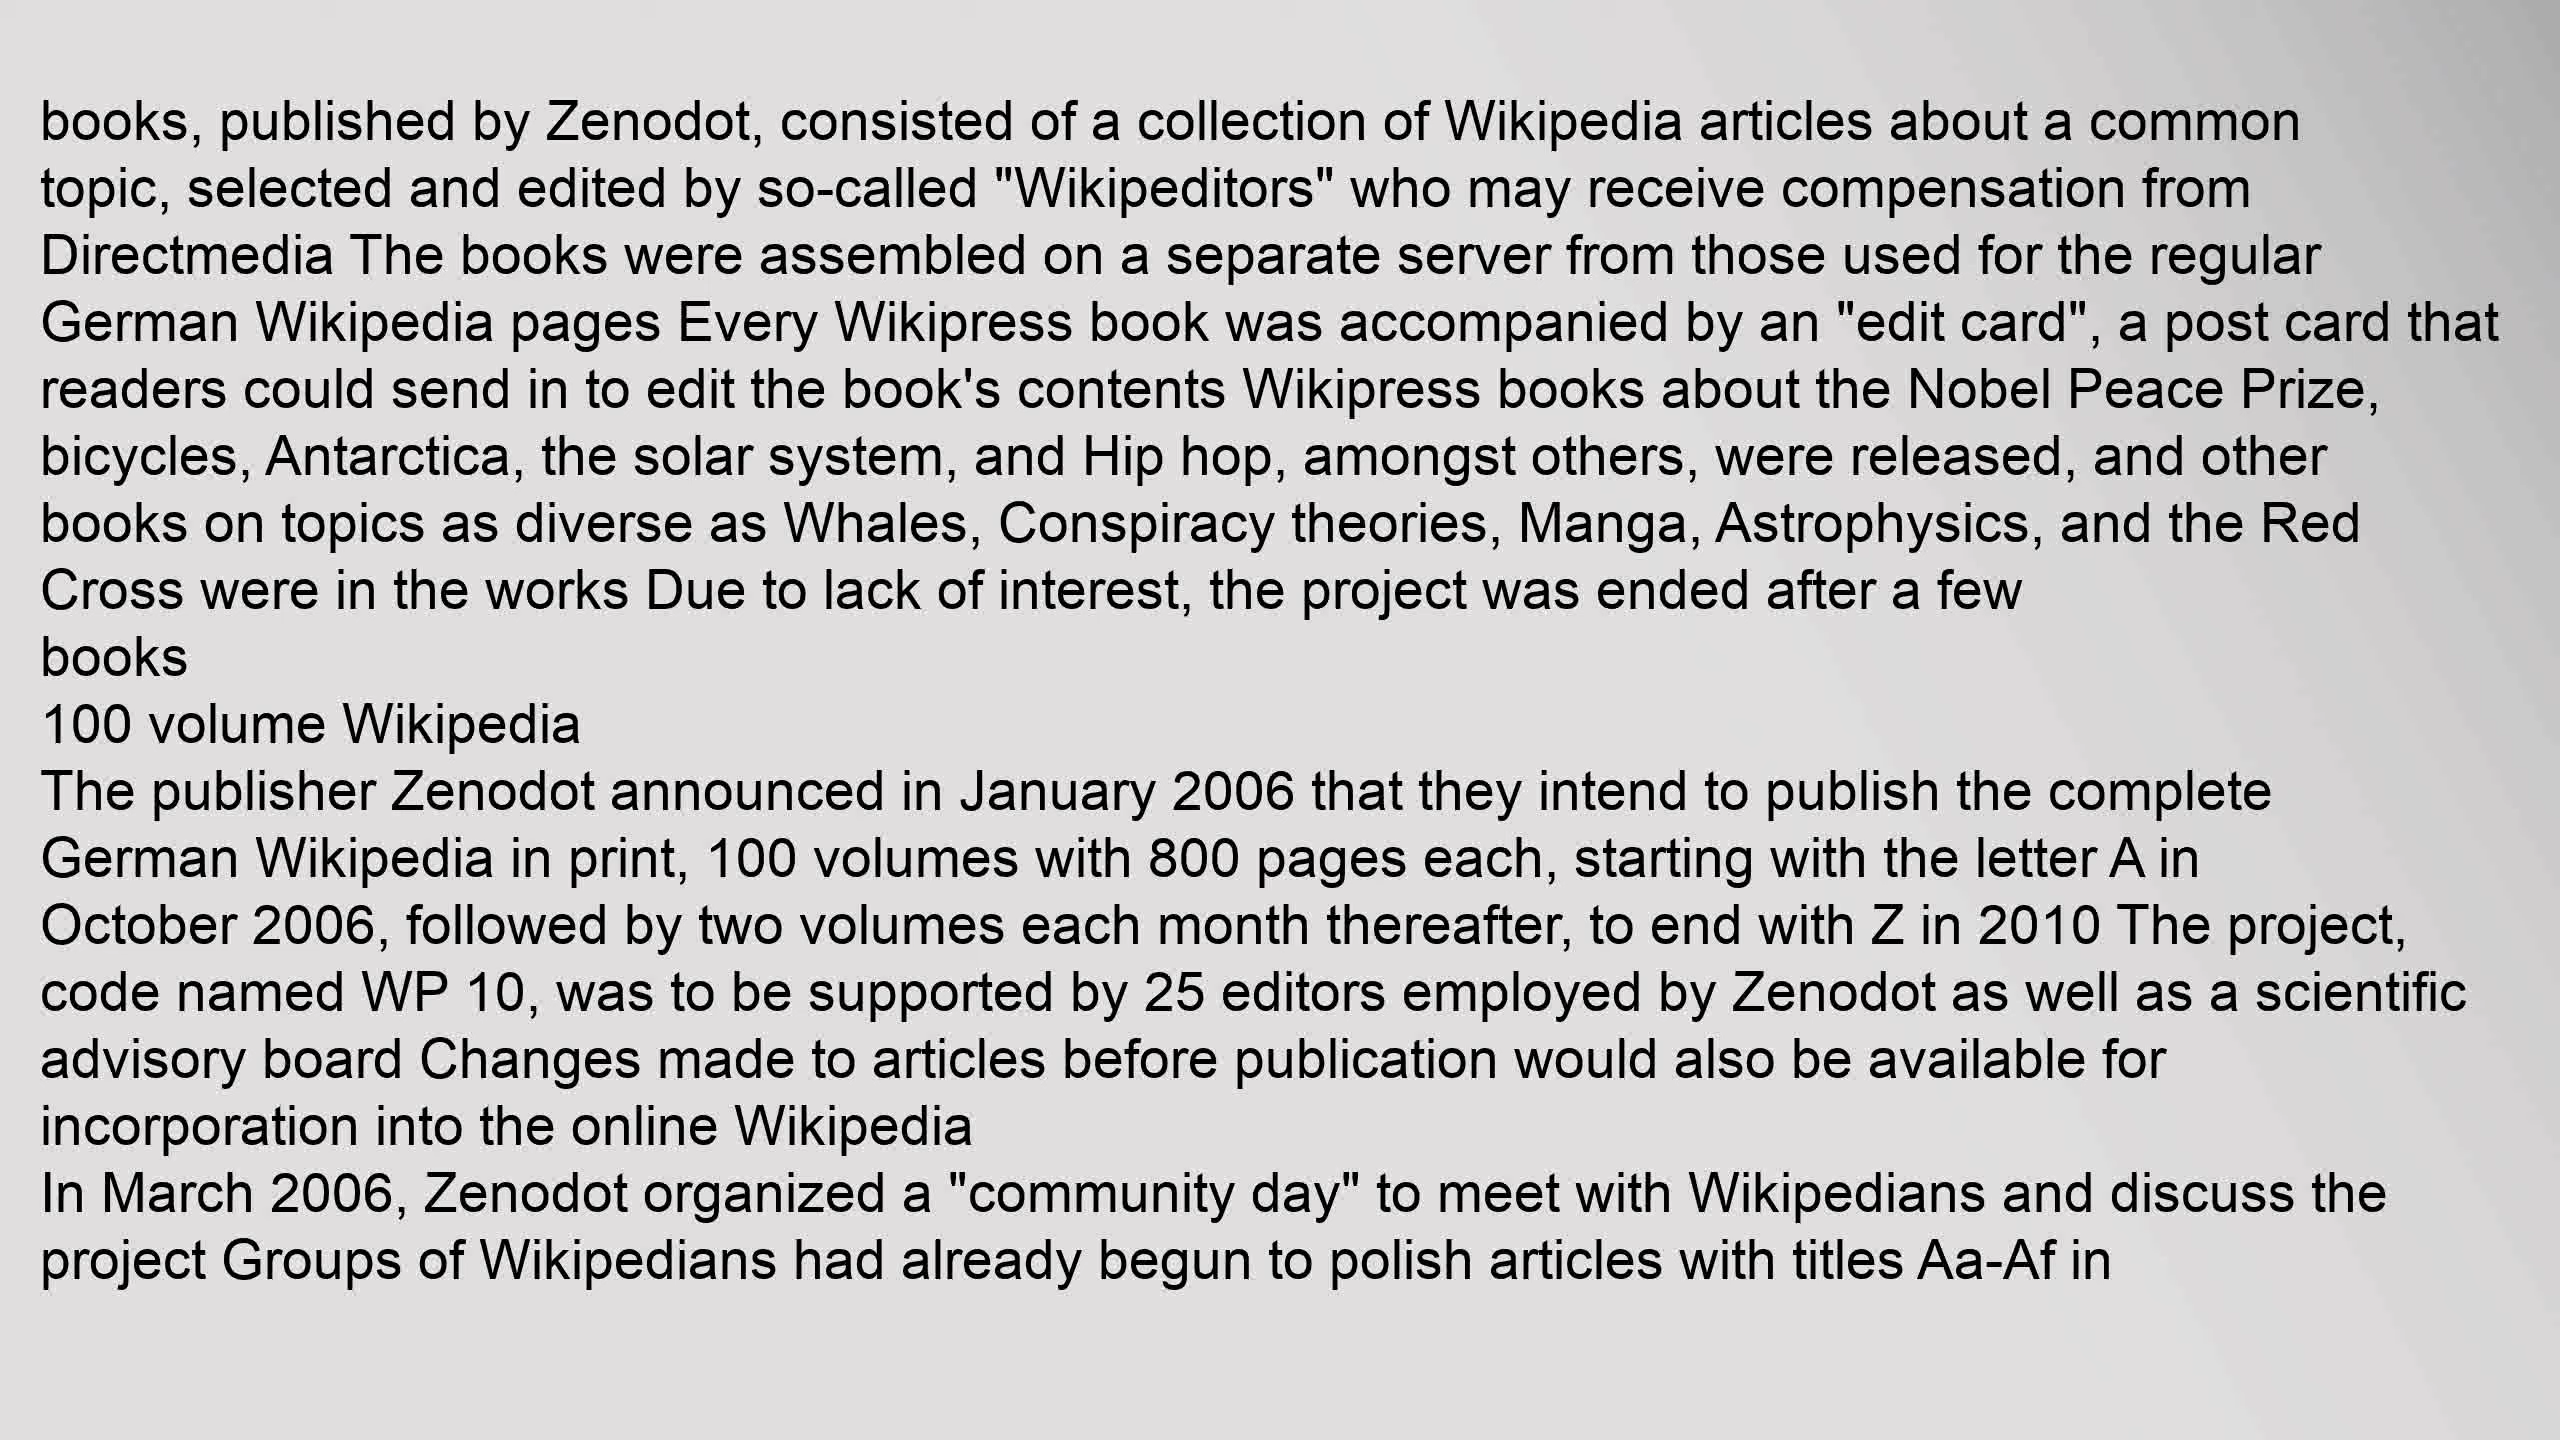 books, published by Zenodot, consisted of a collection of Wikipedia articles about a common
topic, selected and edited by so-called "Wikipeditors" who may receive compensation from
Directmedia The books were assembled on a separate server from those used for the regular
German Wikipedia pages Every Wikipress book was accompanied by an "edit card", a post card that
readers could send in to edit the book's contents Wikipress books about the Nobel Peace Prize,
bicycles, Antarctica, the solar system, and Hip hop, amongst others, were released, and other
books on topics as diverse as Whales, Conspiracy theories, Manga, Astrophysics, and the Red
Cross were in the works Due to lack of interest, the project was ended after a few
books
100 volume Wikipedia
The publisher Zenodot announced in January 2006 that they intend to publish the complete
German Wikipedia in print, 100 volumes with 800 pages each, starting with the letter A in
October 2006, followed by two volumes each month thereafter, to end with Z in 2010 The project,
code named WP 10, was to be supported by 25 editors employed by Zenodot as well as a scientific
advisory board Changes made to articles before publication would also be available for
incorporation into the online Wikipedia
In March 2006, Zenodot organized a "community day" to meet with Wikipedians and discuss the
project Groups of Wikipedians had already begun to polish articles with titles Aa-Af in